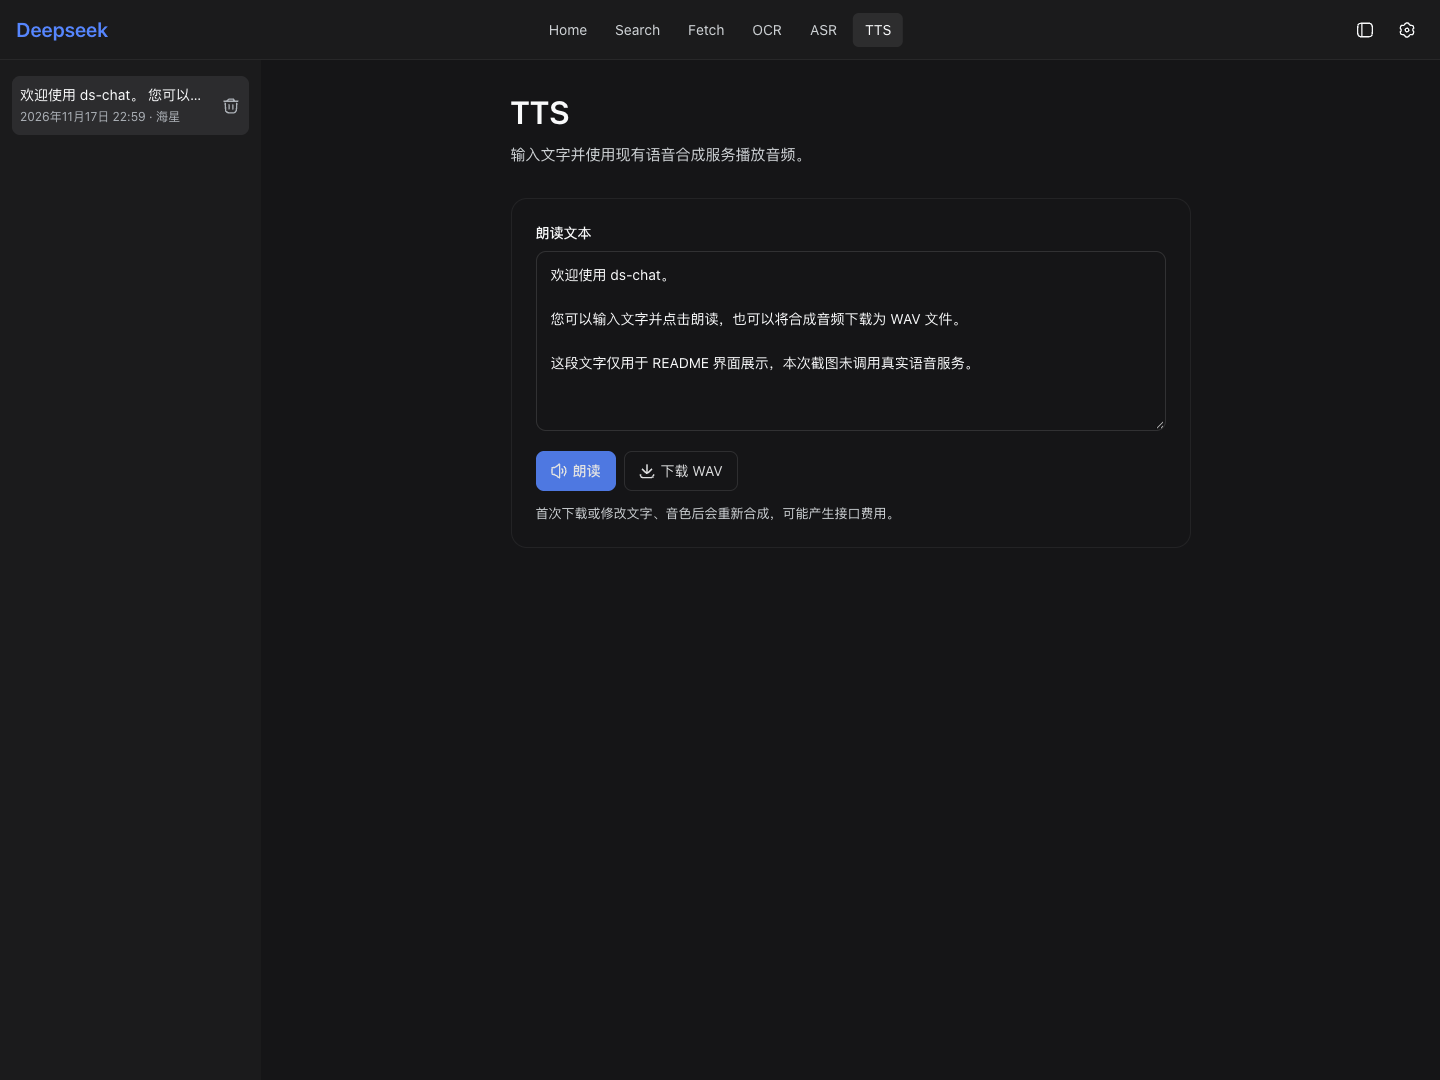 Deepseek
Home
Search
Fetch
OCR
ASR
TTS
欢迎使用 ds-chat。 您可以...
2026年11月17日 22:59 · 海星
TTS
输入文字并使用现有语音合成服务播放音频。
朗读文本
欢迎使用 ds-chat。
您可以输入文字并点击朗读，也可以将合成音频下载为 WAV 文件。
这段文字仅用于 README 界面展示，本次截图未调用真实语音服务。
朗读
下载 WAV
首次下载或修改文字、音色后会重新合成，可能产生接口费用。